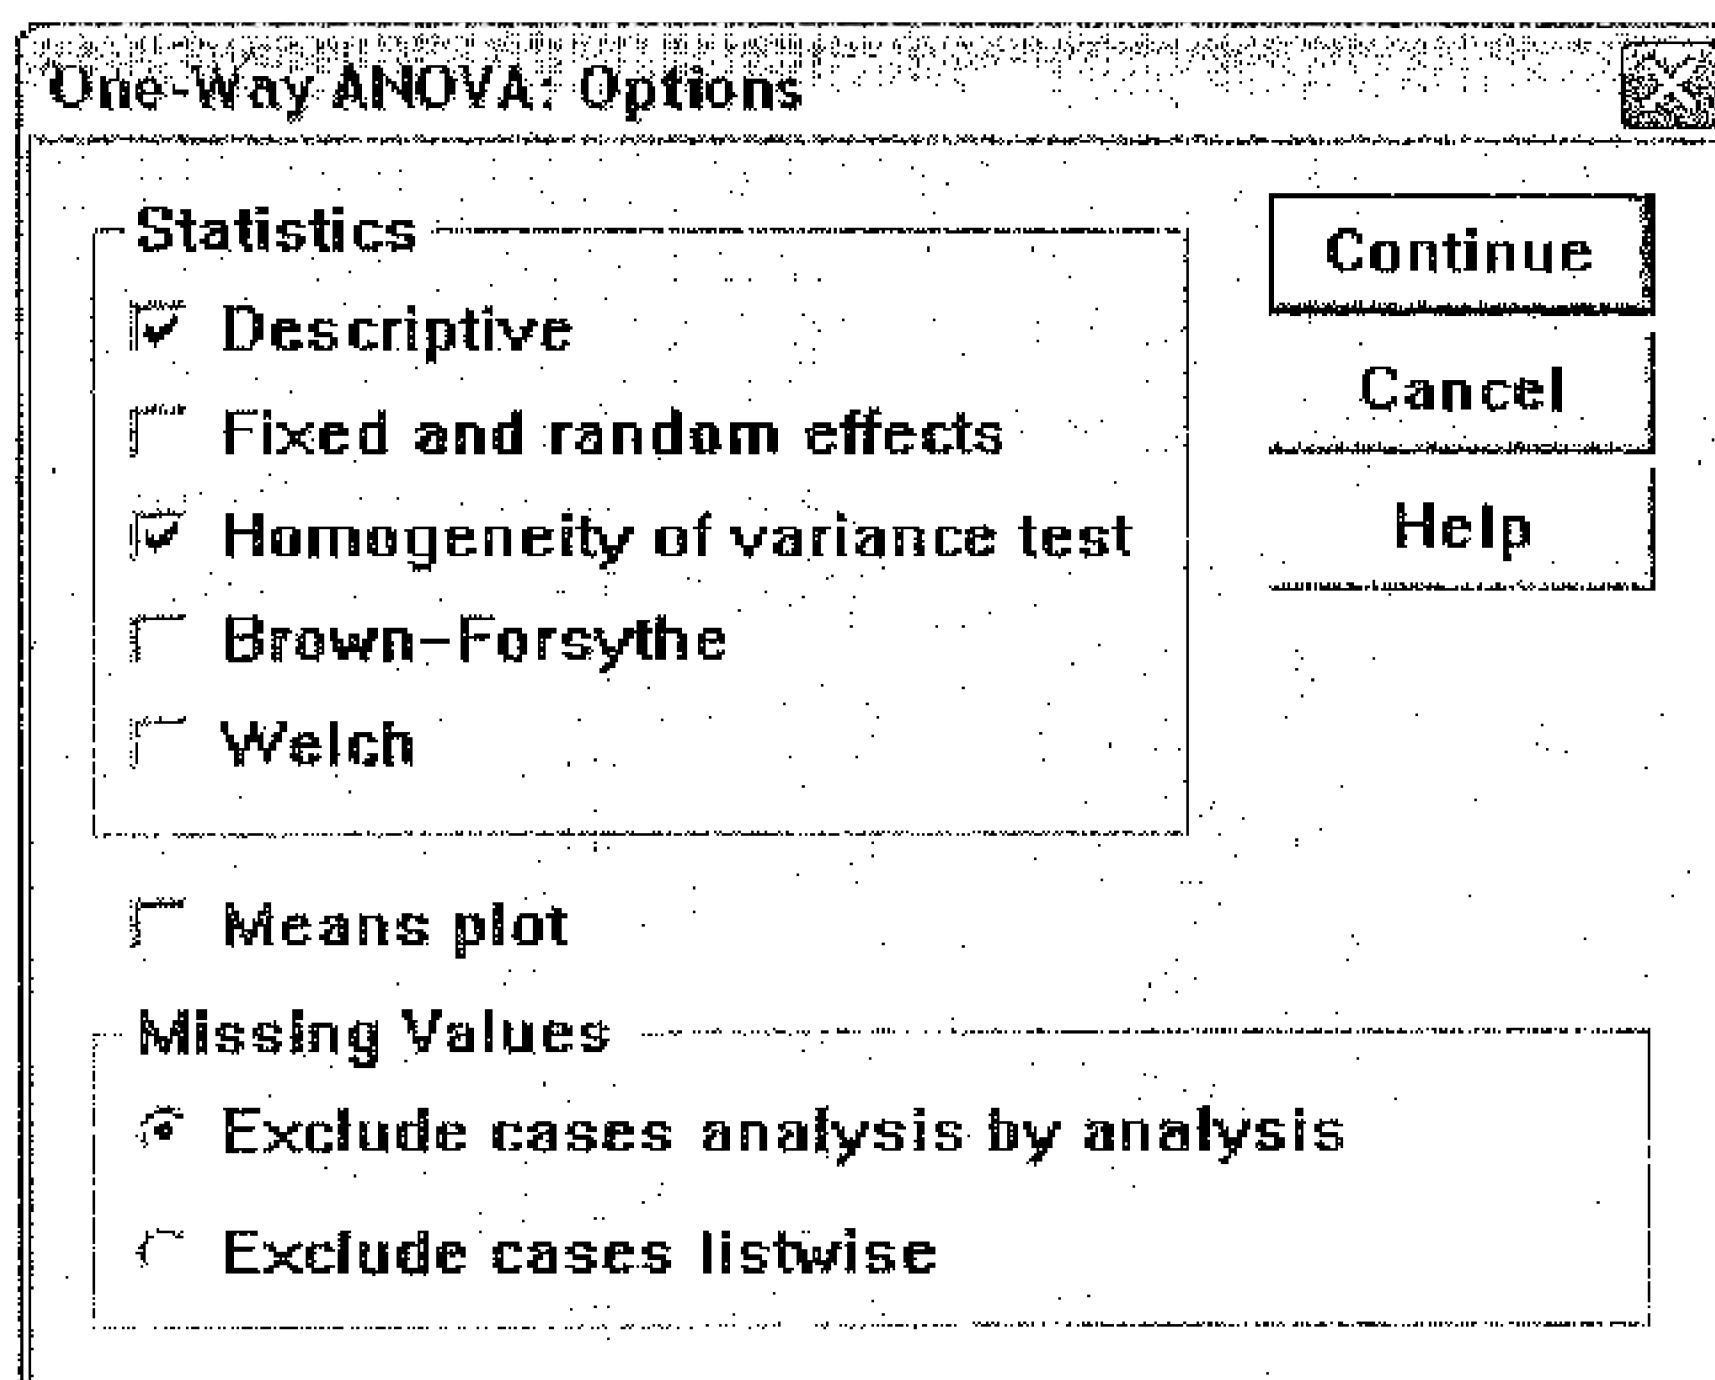 One-Way ANOVA: Options
Statistics
Descriptive
Fixed and random effects
Homogeneity of variance test
Brown-Forsythe
Welch
Continue
Cancel
Help
Means plot
Missing Values
Exclude cases analysis by analysis
Exclude cases listwise